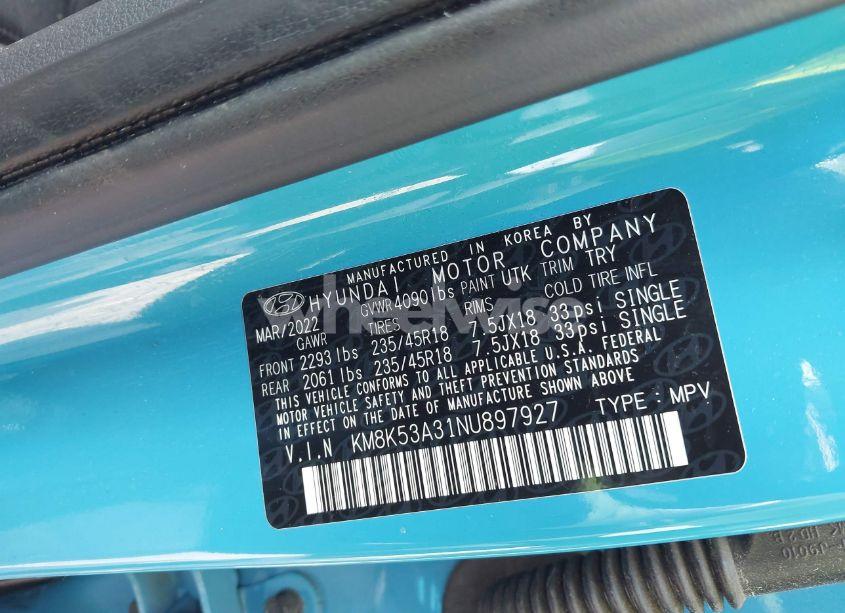 MANUFACTURED IN KOREA BY
HYUNDAI MOTOR COMPANY
MAR/2022 GVWR 4090lbs PAINT UTK TRIM TRY
GAWR TIRES RIMS COLD TIRE INFL
FRONT 2293 lbs 235/45R18 7.5JX18 33psi SINGLE
REAR 2061 lbs 235/45R18 7.5JX18 33psi SINGLE
THIS VEHICLE CONFORMS TO ALL APPLICABLE U.S.A. FEDERAL
MOTOR VEHICLE SAFETY AND THEFT PREVENTION STANDARDS
IN EFFECT ON THE DATE OF MANUFACTURE SHOWN ABOVE
V.I.N KM8K53A31NU897927 TYPE : MPV
wheelwise